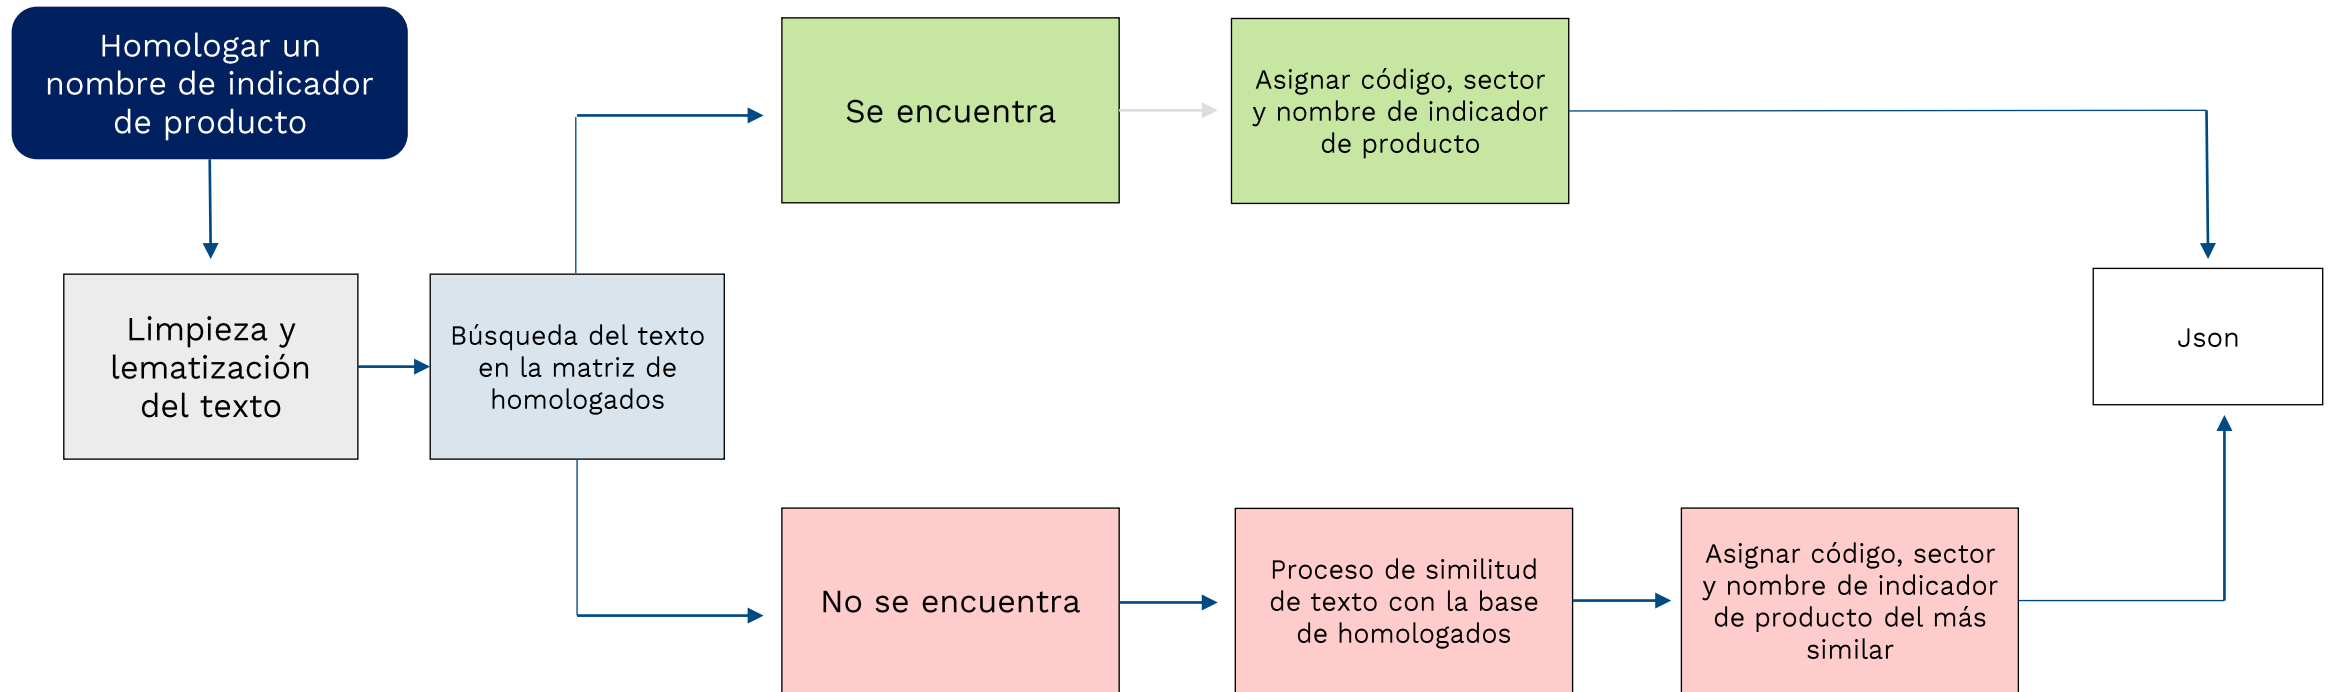 Homologar un
nombre de indicador
de producto
Se encuentra
Asignar código, sector
y nombre de indicador
de producto
Limpieza y
lematización
del texto
Búsqueda del texto
en la matriz de
homologados
Json
No se encuentra
Proceso de similitud
de texto con la base
de homologados
Asignar código, sector
y nombre de indicador
de producto del más
similar